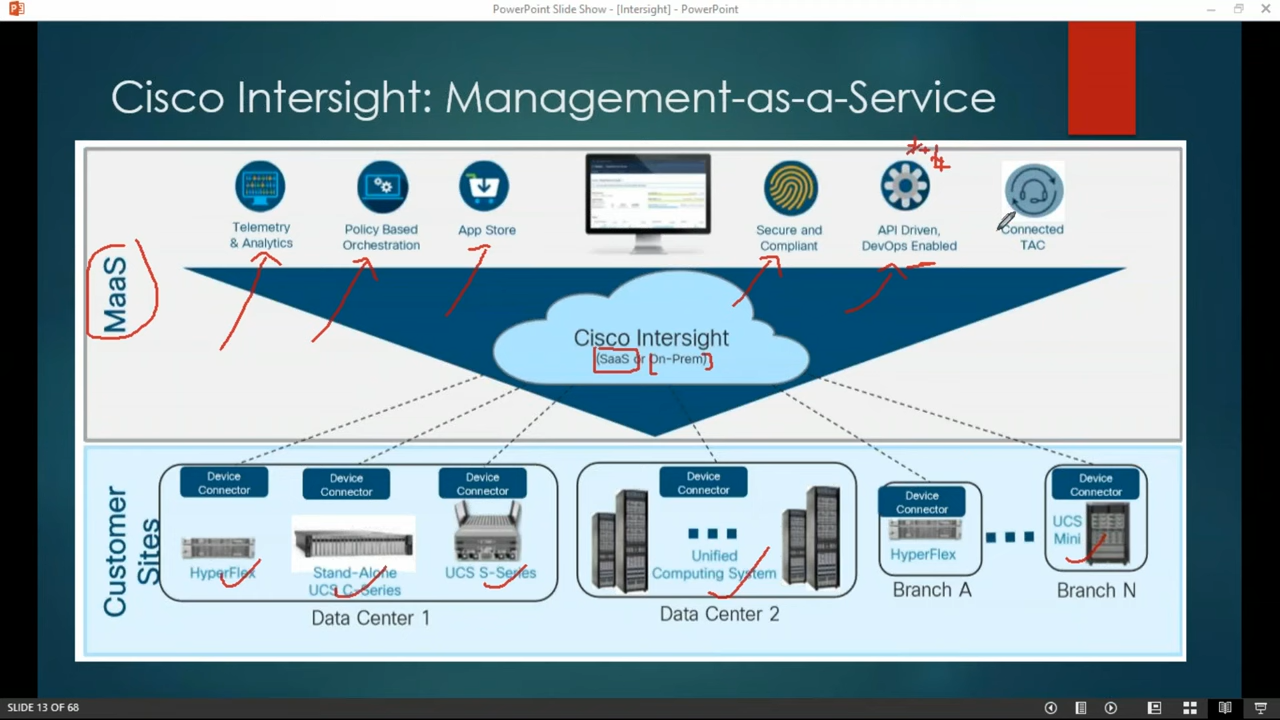 PowerPoint Slide Show - [Intersight] - PowerPoint
Cisco Intersight: Management-as-a-Service
MaaS
Telemetry
& Analytics
Policy Based
Orchestration
App Store
Secure and
Compliant
API Driven,
DevOps Enabled
Connected
TAC
Cisco Intersight
(SaaS or On-Prem)
Customer
Sites
Device
Connector
HyperFlex
Device
Connector
Stand-Alone
UCS C-Series
Device
Connector
UCS S-Series
Data Center 1
Device
Connector
Unified
Computing System
Data Center 2
Device
Connector
HyperFlex
Branch A
Device
Connector
UCS
Mini
Branch N
SLIDE 13 OF 68